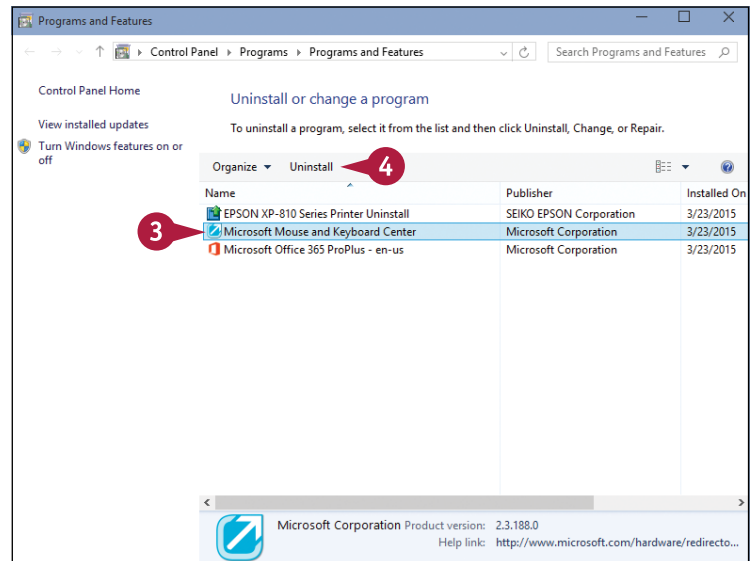 Programs and Features
Control Panel Programs Programs and Features
Search Programs and Features
Control Panel Home
View installed updates
Turn Windows features on or
off
Uninstall or change a program
To uninstall a program, select it from the list and then click Uninstall, Change, or Repair.
Organize Uninstall 4
Name Publisher Installed On
EPSON XP-810 Series Printer Uninstall SEIKO EPSON Corporation 3/23/2015
3 Microsoft Mouse and Keyboard Center Microsoft Corporation 3/23/2015
Microsoft Office 365 ProPlus - en-us Microsoft Corporation 3/23/2015
Microsoft Corporation Product version: 2.3.188.0
Help link: http://www.microsoft.com/hardware/redirecto...